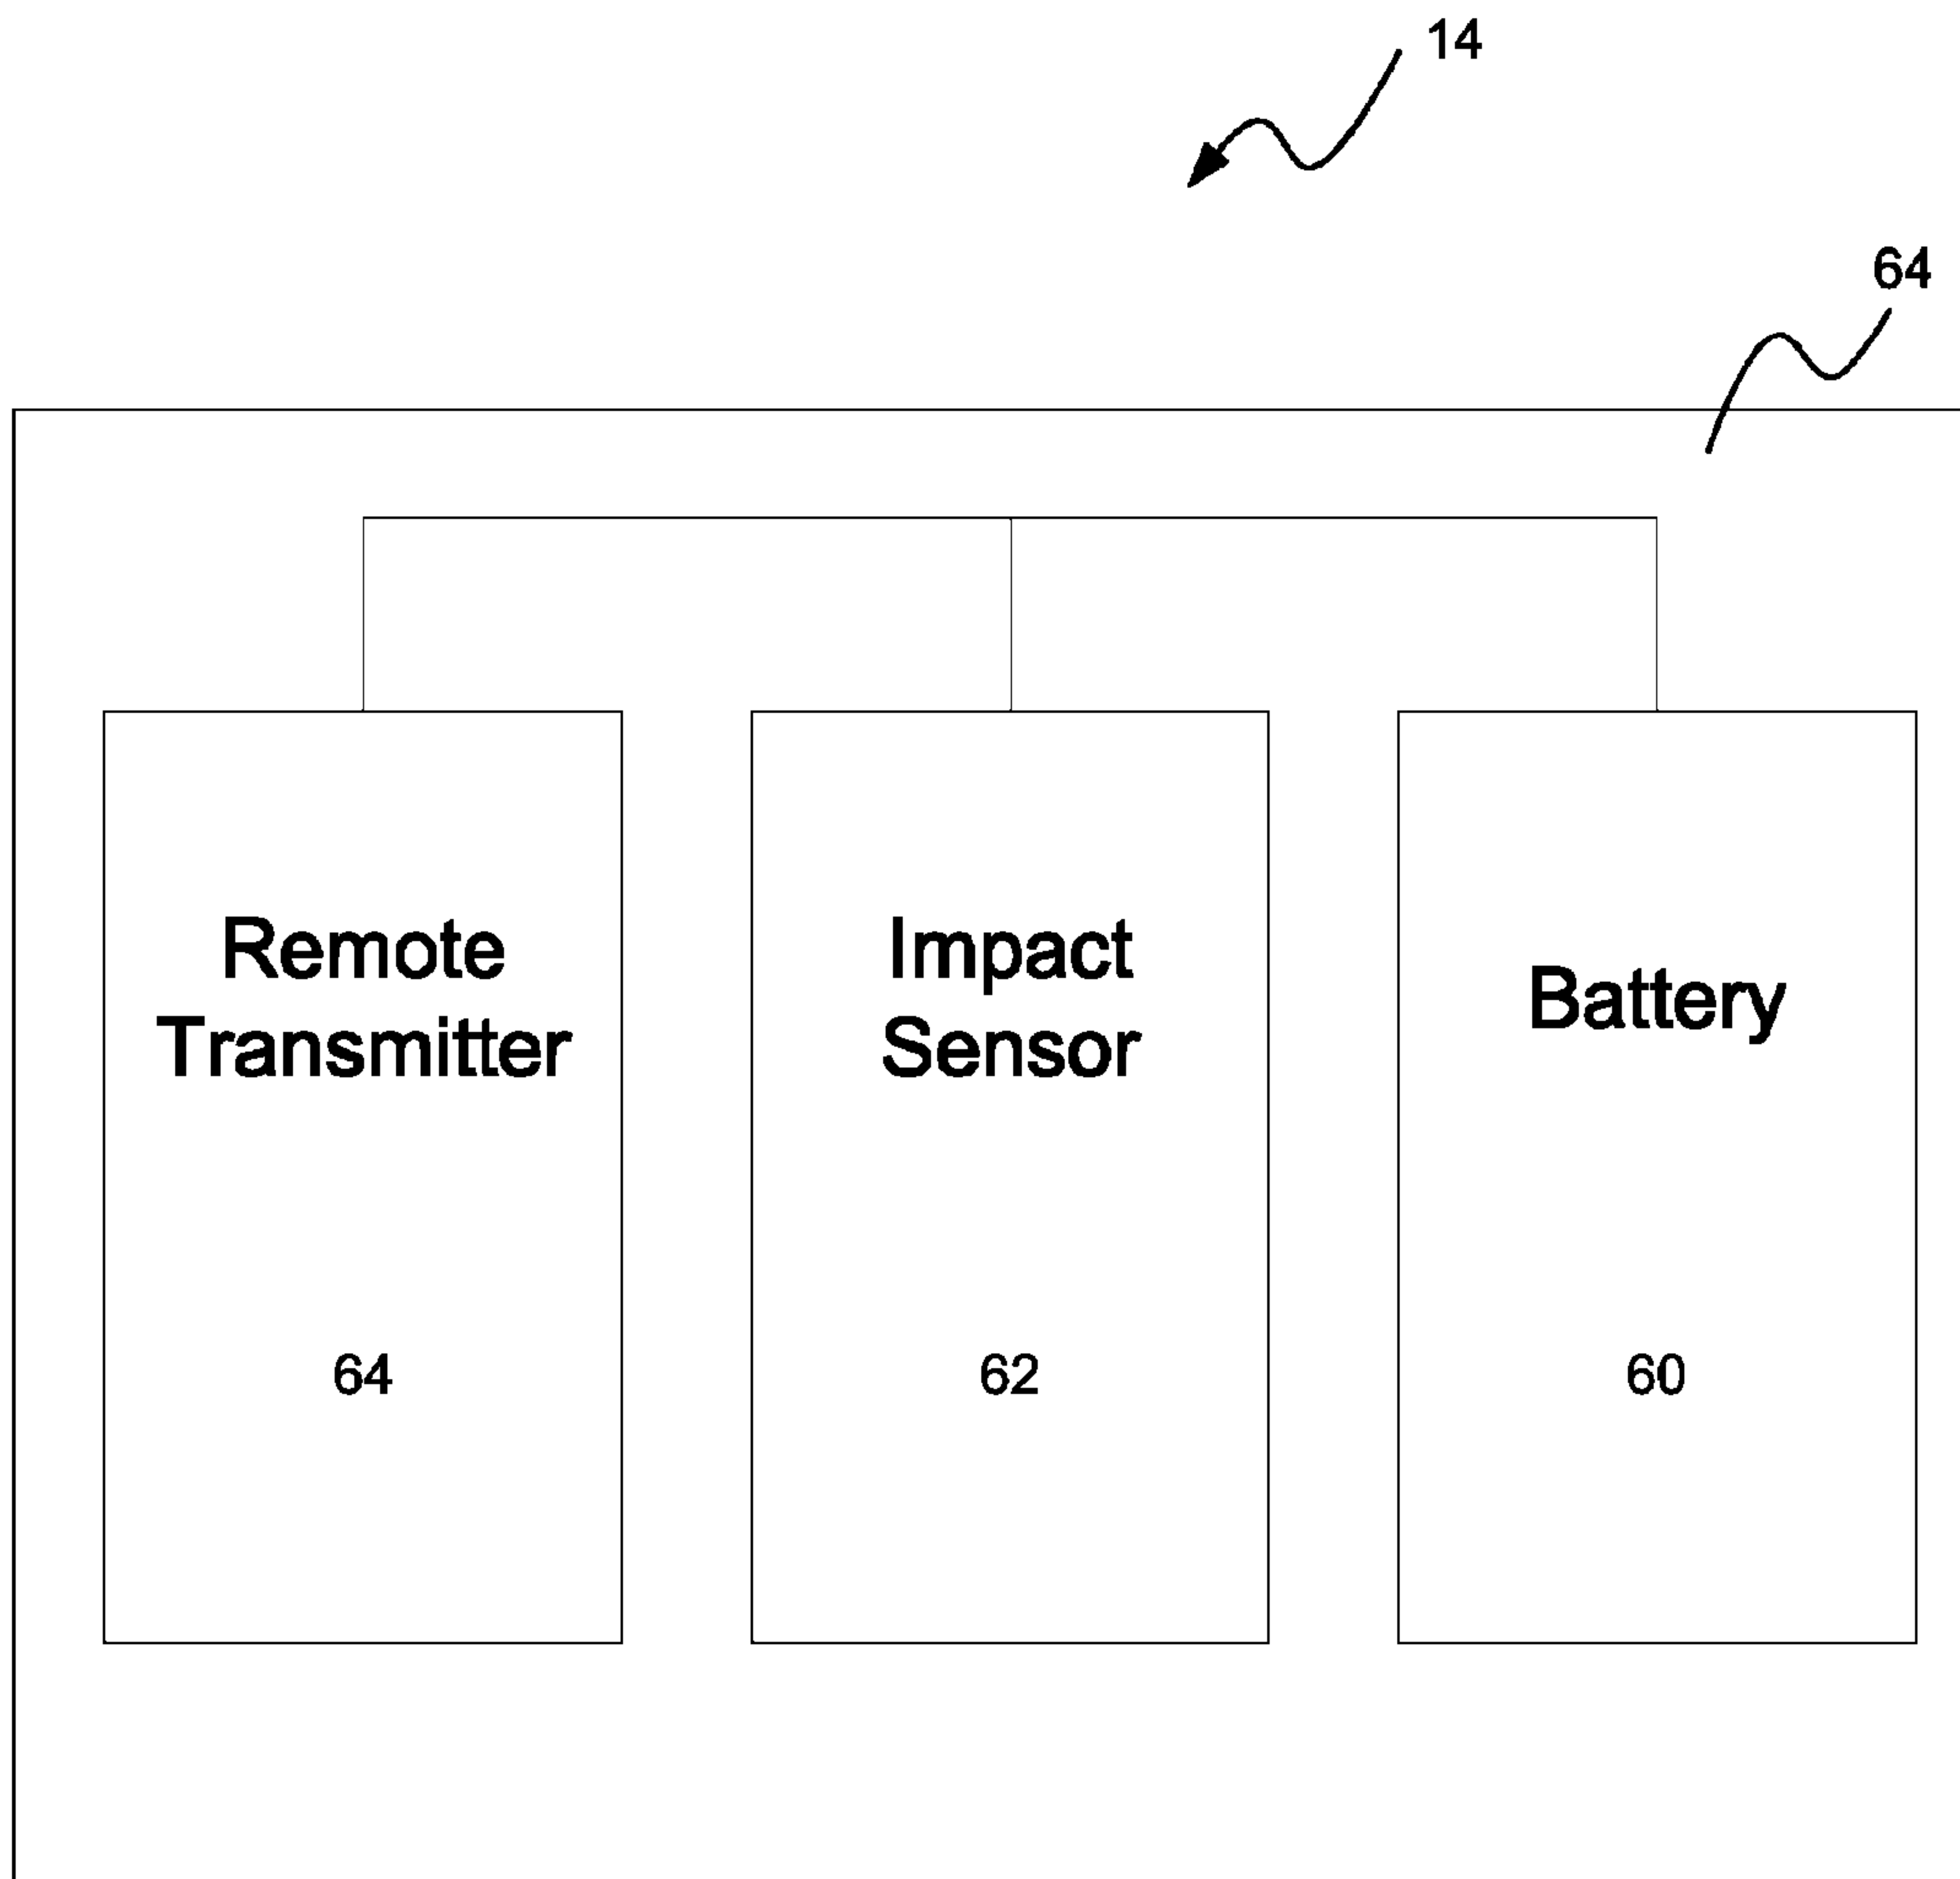 14
64
Remote
Transmitter
64
Impact
Sensor
62
Battery
60